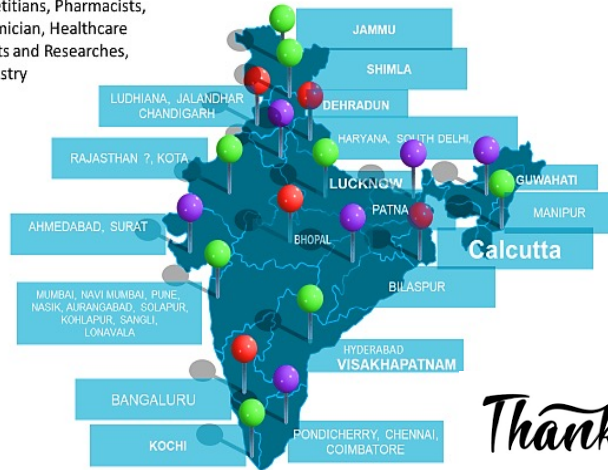 etitians, Pharmacists,
mician, Healthcare
ts and Researches,
stry
JAMMU
SHIMLA
LUDHIANA, JALANDHAR
CHANDIGARH
DEHRADUN
HARYANA, SOUTH DELHI,
RAJASTHAN ?, KOTA
LUCKNOW
GUWAHATI
PATNA
MANIPUR
AHMEDABAD, SURAT
BHOPAL
Calcutta
BILASPUR
MUMBAI, NAVI MUMBAI, PUNE,
NASIK, AURANGABAD, SOLAPUR,
KOHLAPUR, SANGLI,
LONAVALA
HYDERABAD
VISAKHAPATNAM
BANGALURU
PONDICHERRY, CHENNAI,
COIMBATORE
KOCHI
Thank